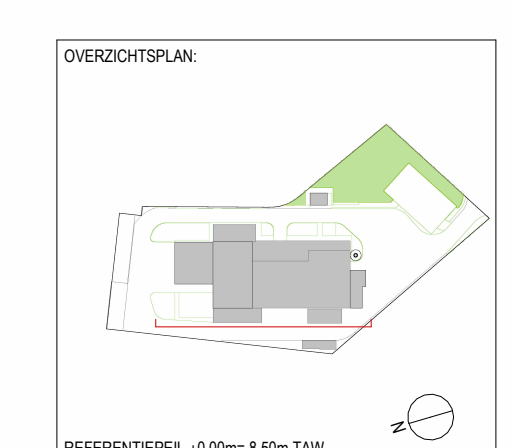 OVERZICHTSPLAN:
N
REFERENTIEPEIL ±0.00m= 8.50m TAW